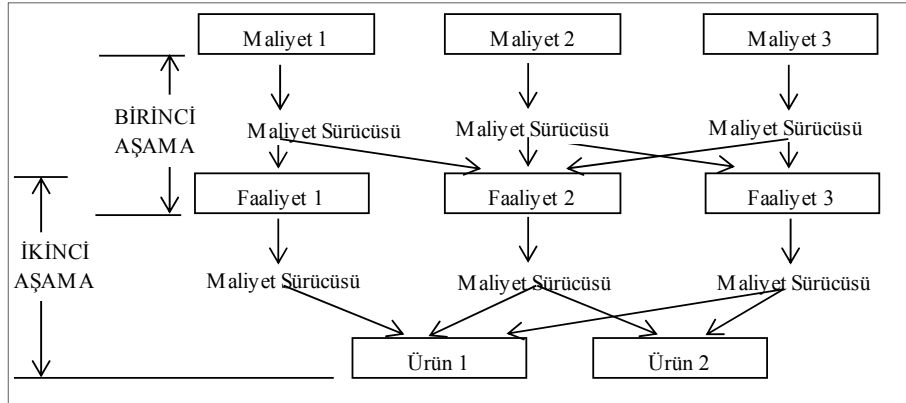 Maliyet 1
Maliyet 2
Maliyet 3
BİRİNCİ
AŞAMA
Maliyet Sürücüsü
Maliyet Sürücüsü
Maliyet Sürücüsü
Faaliyet 1
Faaliyet 2
Faaliyet 3
İKİNCİ
AŞAMA
Maliyet Sürücüsü
Maliyet Sürücüsü
Maliyet Sürücüsü
Ürün 1
Ürün 2